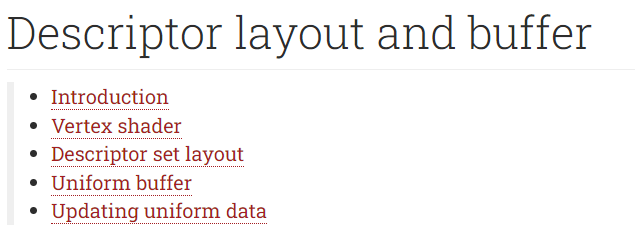 Descriptor layout and buffer
Introduction
Vertex shader
Descriptor set layout
Uniform buffer
Updating uniform data